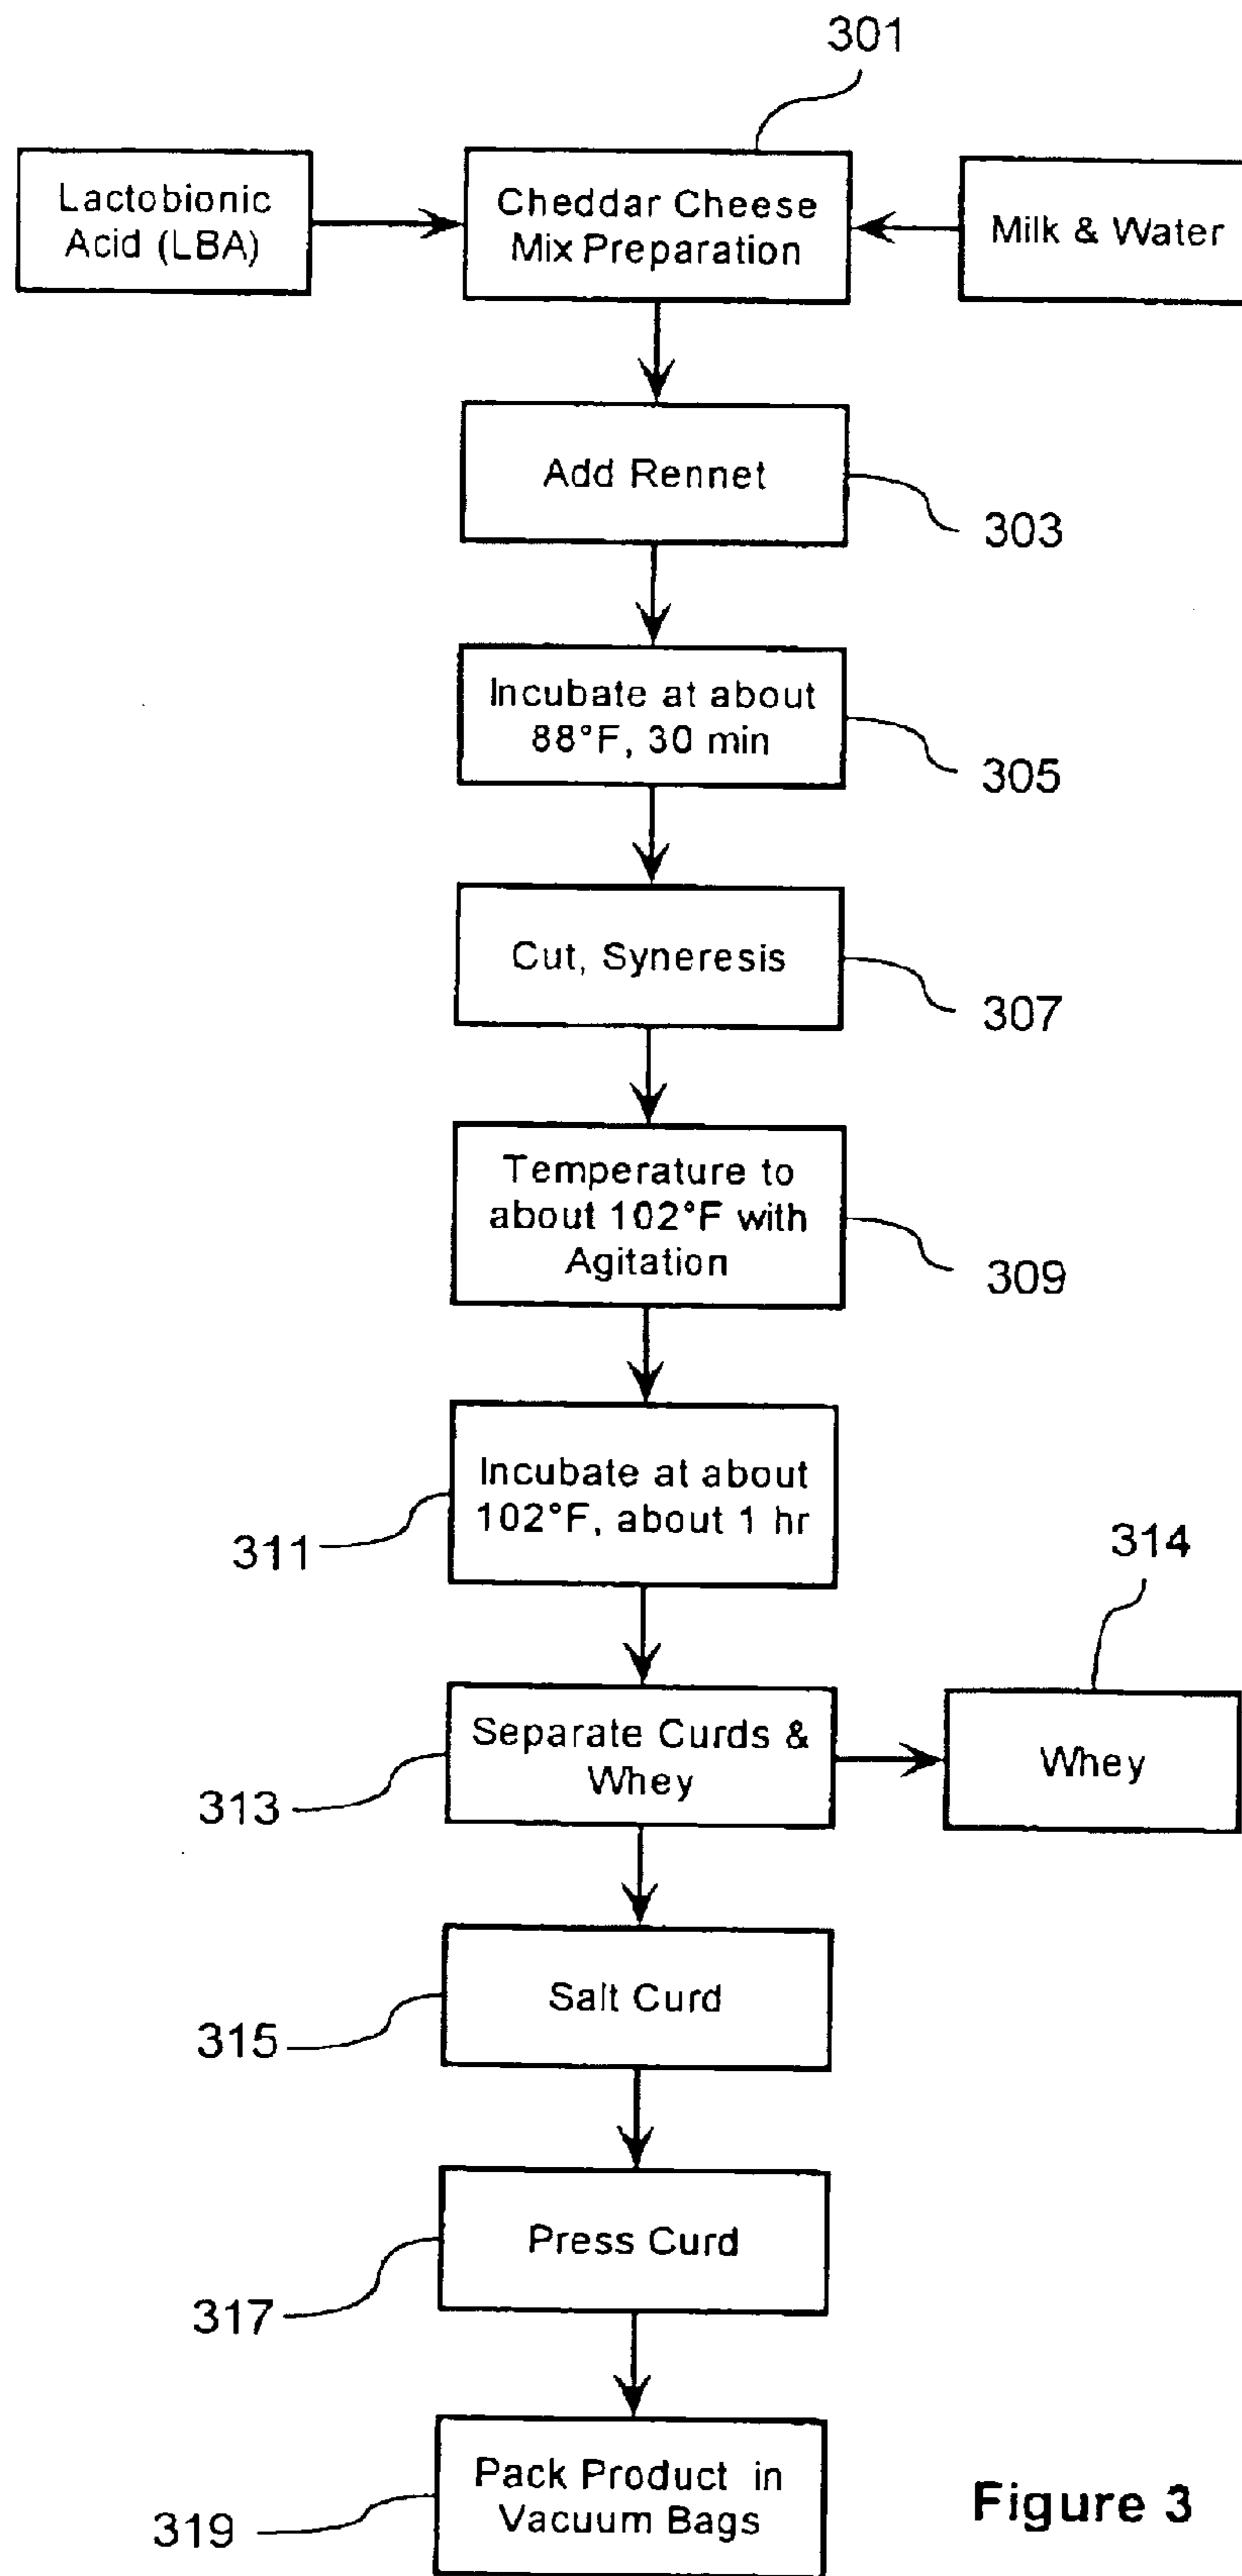 301
Lactobionic
Acid (LBA)
Cheddar Cheese
Mix Preparation
Milk & Water
Add Rennet
303
Incubate at about
88°F, 30 min
305
Cut, Syneresis
307
Temperature to
about 102°F with
Agitation
309
Incubate at about
102°F, about 1 hr
311
314
Separate Curds &
Whey
313
Whey
Salt Curd
315
Press Curd
317
Pack Product in
Vacuum Bags
319
Figure 3